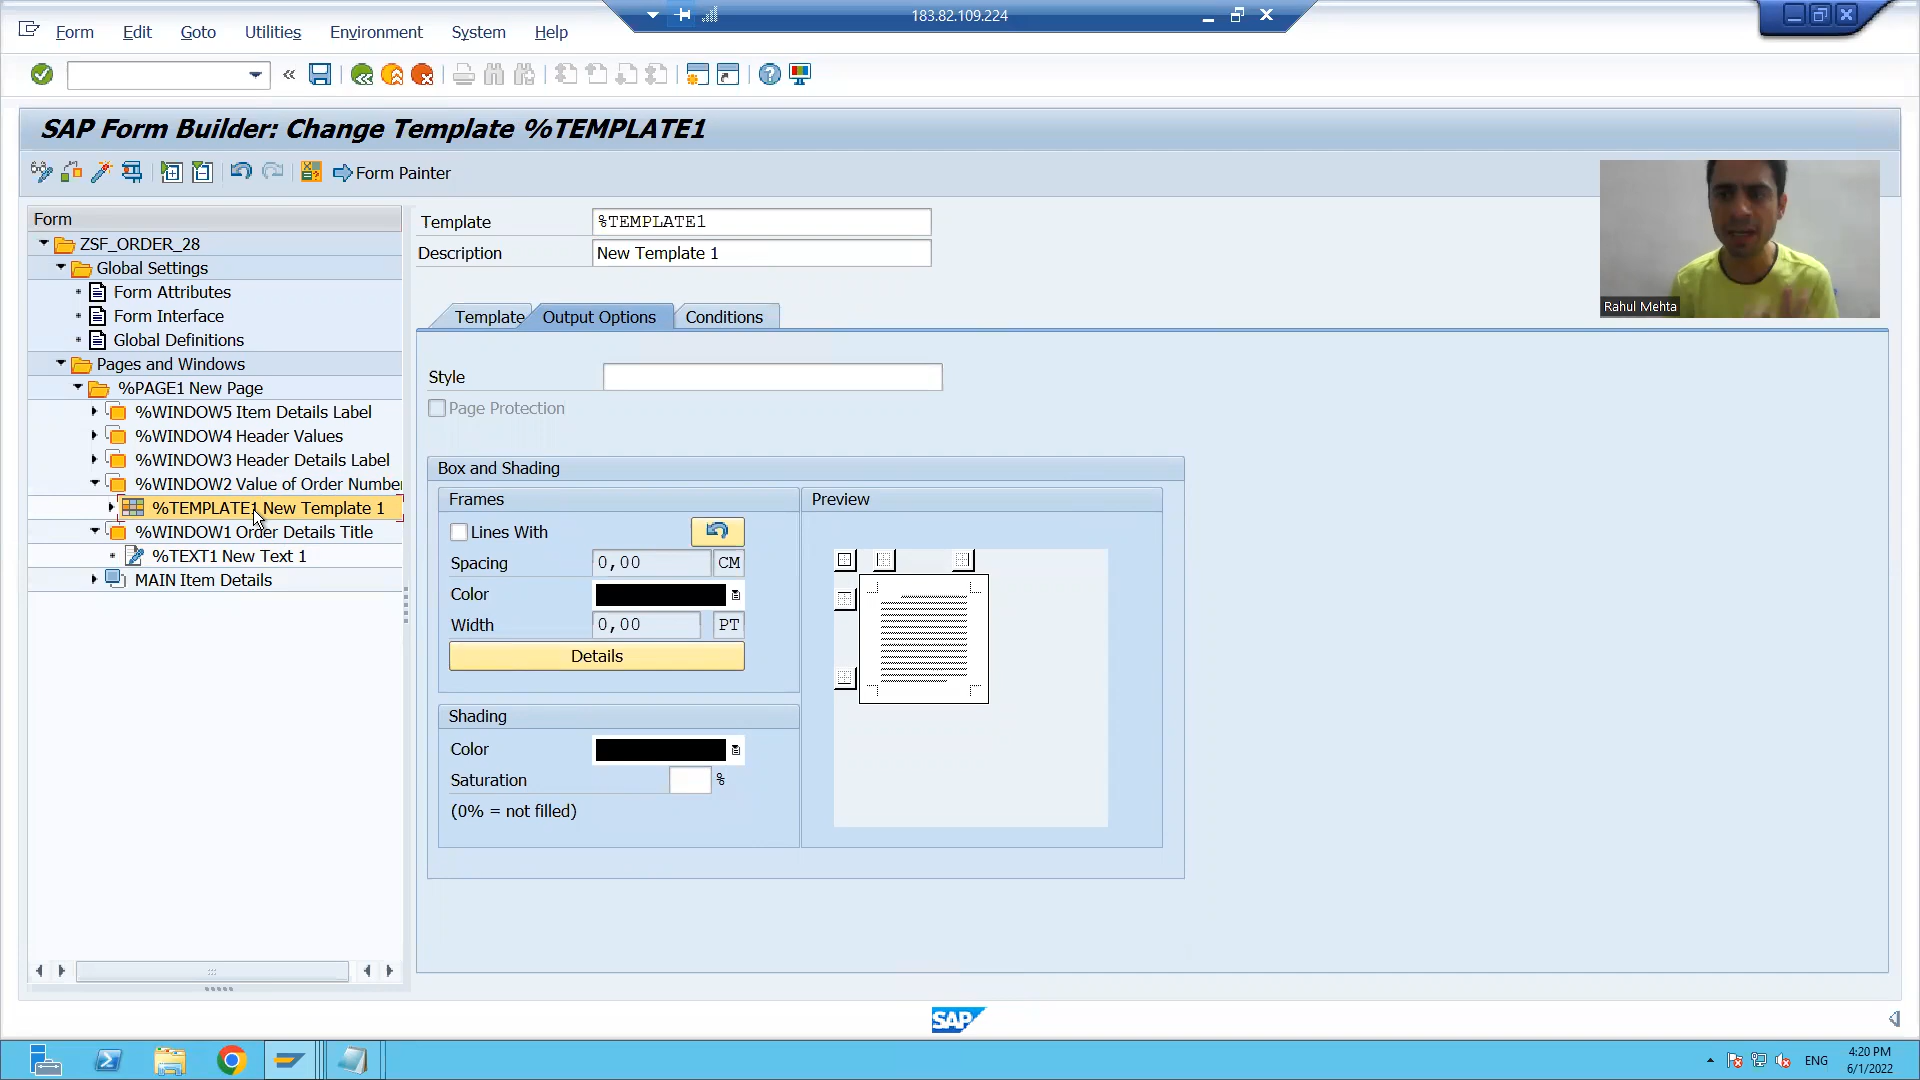 183.82.109.224
Form Edit Goto Utilities Environment System Help
SAP Form Builder: Change Template %TEMPLATE1
Form Painter
Form
ZSF_ORDER_28
Global Settings
Form Attributes
Form Interface
Global Definitions
Pages and Windows
%PAGE1 New Page
%WINDOW5 Item Details Label
%WINDOW4 Header Values
%WINDOW3 Header Details Label
%WINDOW2 Value of Order Number
%TEMPLATE1 New Template 1
%WINDOW1 Order Details Title
%TEXT1 New Text 1
MAIN Item Details
Template %TEMPLATE1
Description New Template 1
Template Output Options Conditions
Style
Page Protection
Box and Shading
Frames
Lines With
Spacing 0,00 CM
Color
Width 0,00 PT
Details
Shading
Color
Saturation %
(0% = not filled)
Preview
Rahul Mehta
SAP
ENG
4:20 PM
6/1/2022